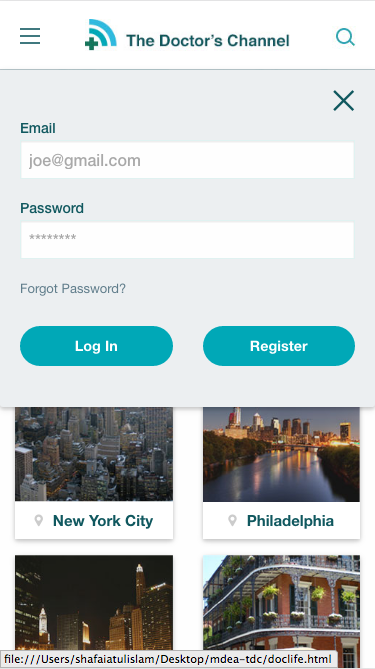 The Doctor's Channel
Email
joe@gmail.com
Password
********
Forgot Password?
Log In Register
New York City Philadelphia
file:///Users/shafaiatulislam/Desktop/mdea-tdc/doclife.html